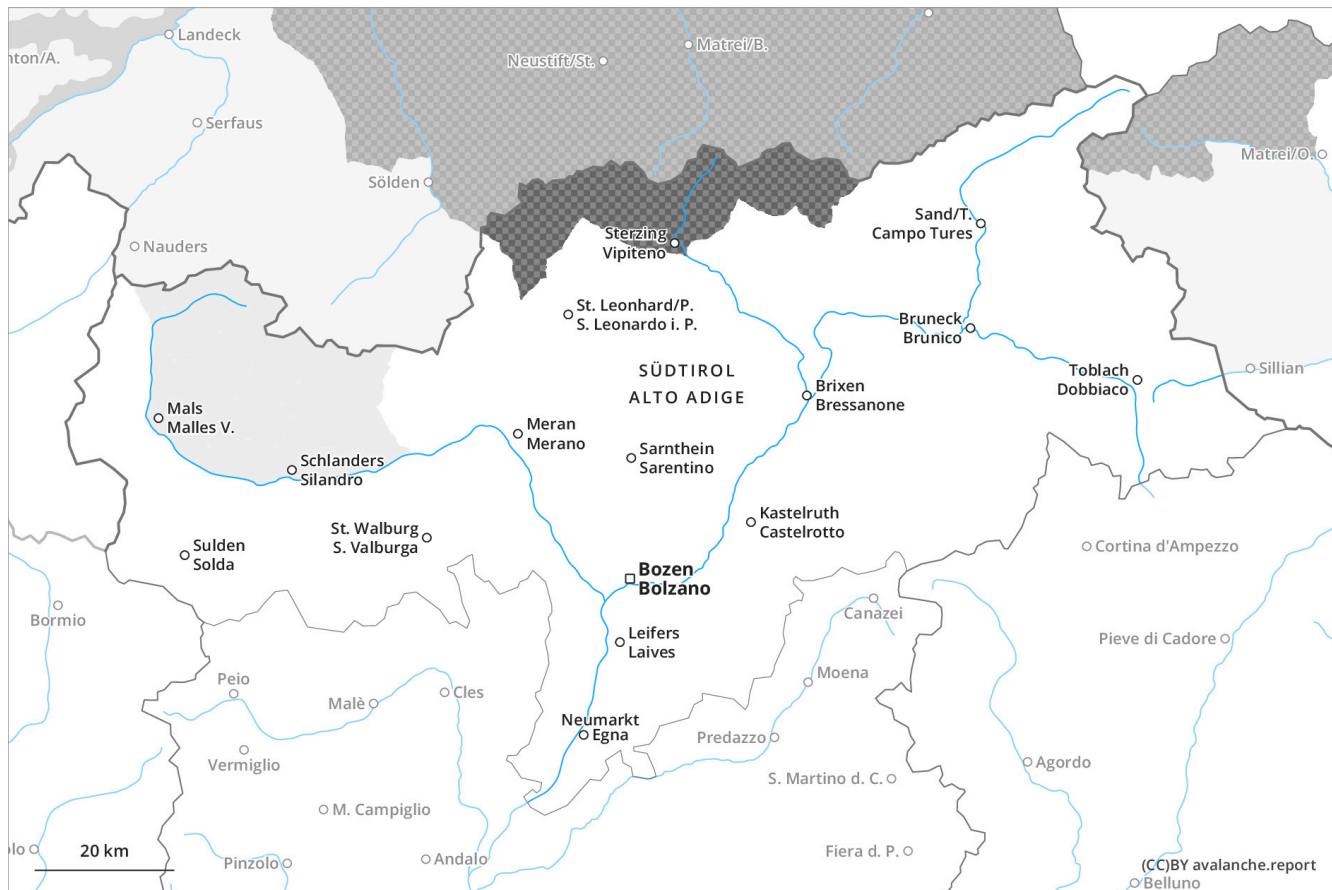 Landeck
nton/A.
Matrei/B.
Neustift/St.
Serfaus
Matrei/O.
Sölden
Sand/T.
Campo Tures
Sterzing
Vipiteno
Nauders
St. Leonhard/P.
S. Leonardo i. P.
Bruneck
Brunico
SÜDTIROL
ALTO ADIGE
Toblach
Dobbiaco
Sillian
Brixen
Bressanone
Mals
Malles V.
Meran
Merano
Sarnthein
Sarentino
Schlanders
Silandro
Kastelruth
Castelrotto
St. Walburg
S. Valburga
Sulden
Solda
Cortina d'Ampezzo
Bozen
Bolzano
Bormio
Canazei
Leifers
Laives
Pieve di Cadore
Peio
Moena
Malè
Cles
Neumarkt
Egna
Predazzo
Vermiglio
Agordo
S. Martino d. C.
M. Campiglio
olo
20 km
Pinzolo
Andalo
Fiera d. P.
(CC)BY avalanche.report
Belluno